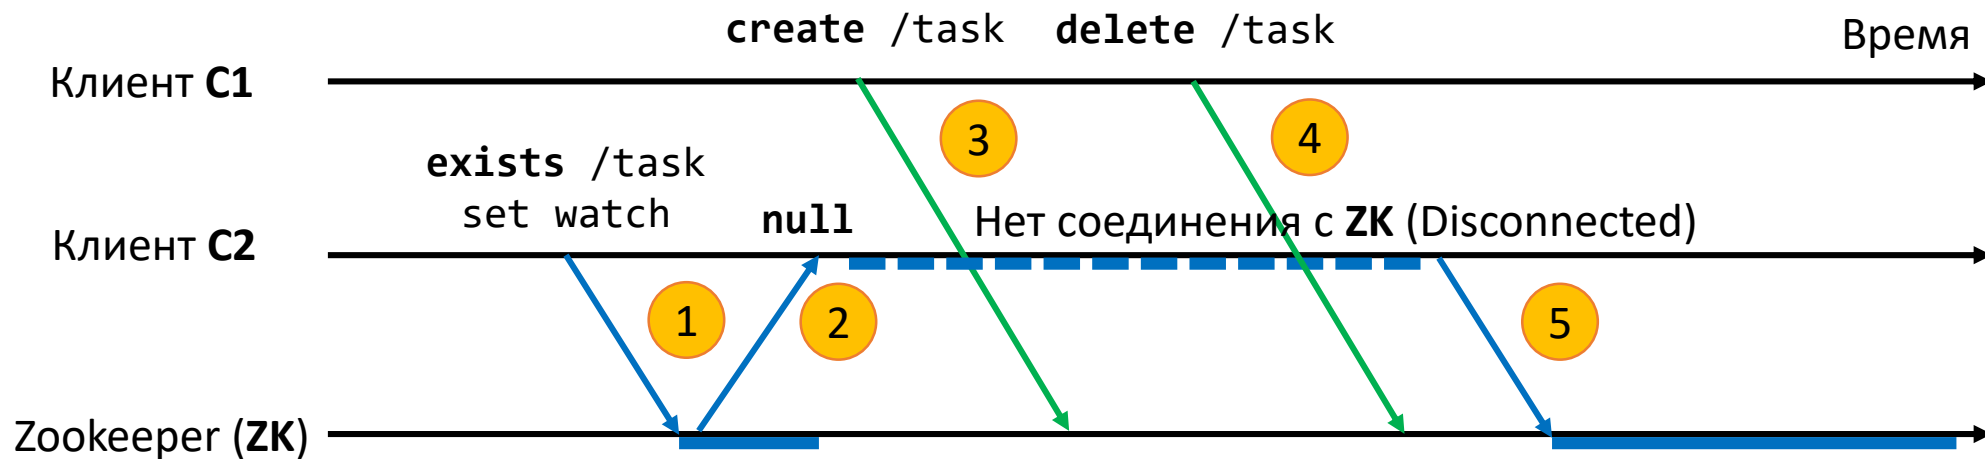 create /task delete /task Время
Клиент C1
3 4
exists /task
set watch null Нет соединения с ZK (Disconnected)
Клиент C2
1 2 5
Zookeeper (ZK)